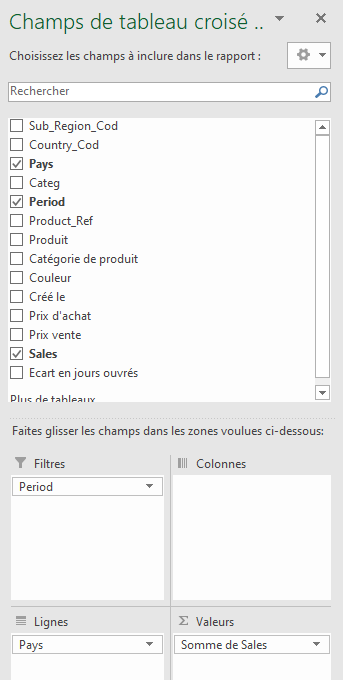 Champs de tableau croisé ..
Choisissez les champs à inclure dans le rapport :
Rechercher
Sub_Region_Cod
Country_Cod
Pays
Categ
Period
Product_Ref
Produit
Catégorie de produit
Couleur
Créé le
Prix d'achat
Prix vente
Sales
Ecart en jours ouvrés
Plus de tableaux
Faites glisser les champs dans les zones voulues ci-dessous:
Filtres
Colonnes
Period
Lignes
Σ Valeurs
Pays
Somme de Sales